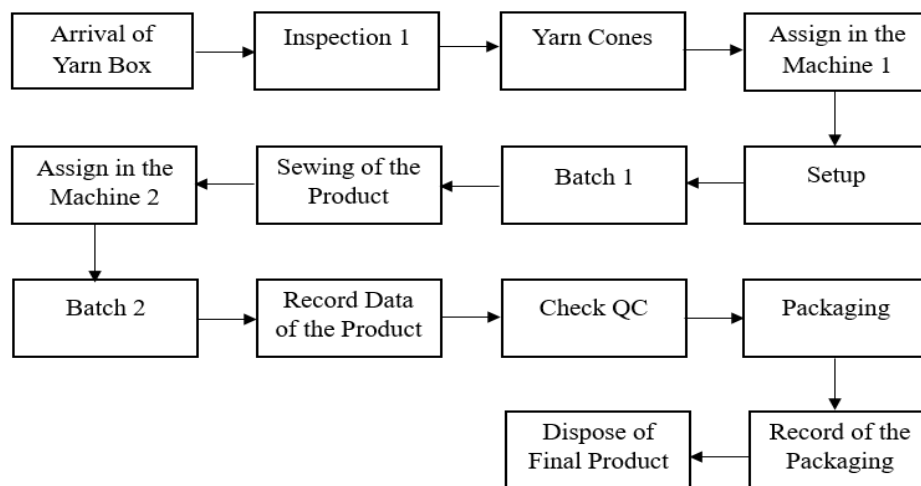 Arrival of
Yarn Box
Inspection 1
Yarn Cones
Assign in the
Machine 1
Setup
Batch 1
Sewing of the
Product
Assign in the
Machine 2
Batch 2
Record Data
of the Product
Check QC
Packaging
Record of the
Packaging
Dispose of
Final Product